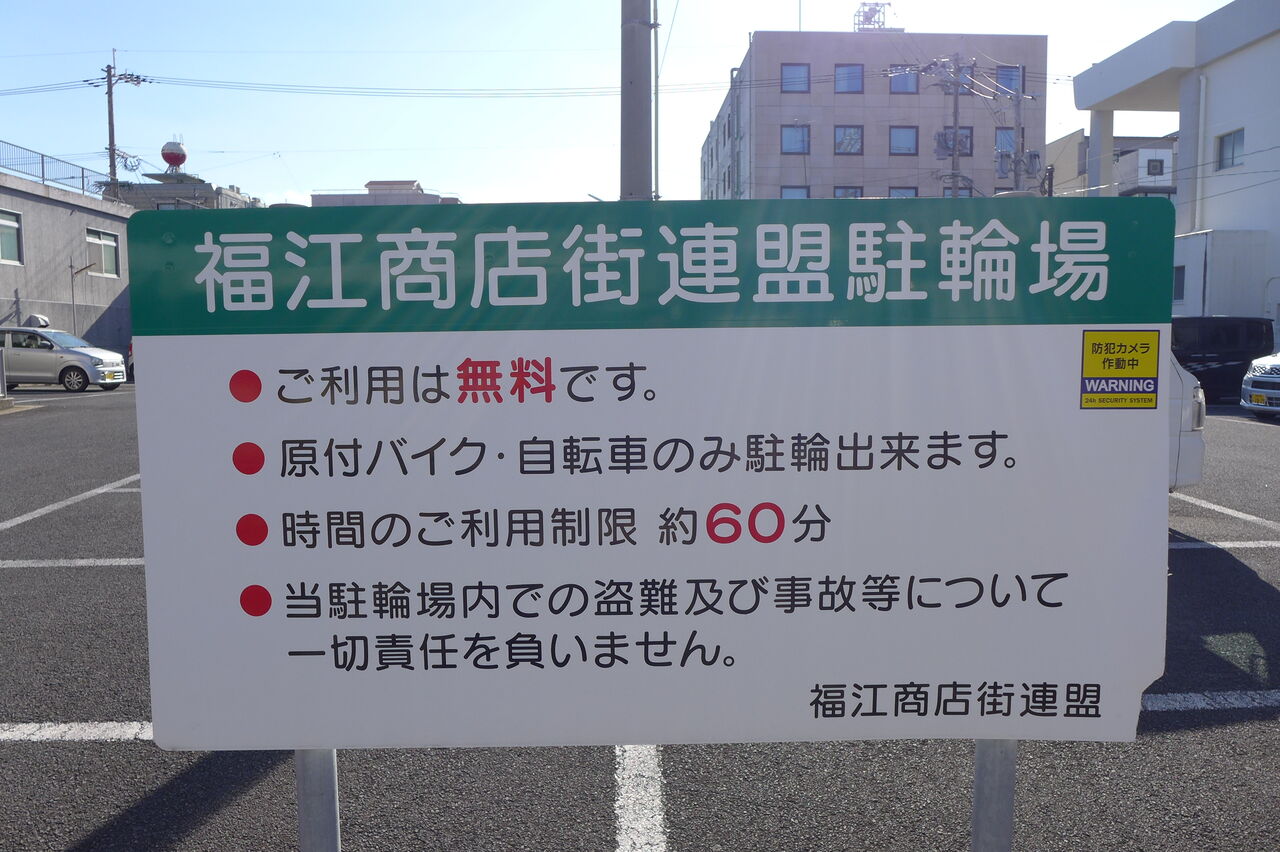 福江商店街連盟駐輪場
防犯カメラ
作動中
WARNING
24h SECURITY SYSTEM
●ご利用は無料です。
●原付バイク・自転車のみ駐輪出来ます。
●時間のご利用制限 約60分
●当駐輪場内での盗難及び事故等について
一切責任を負いません。
福江商店街連盟